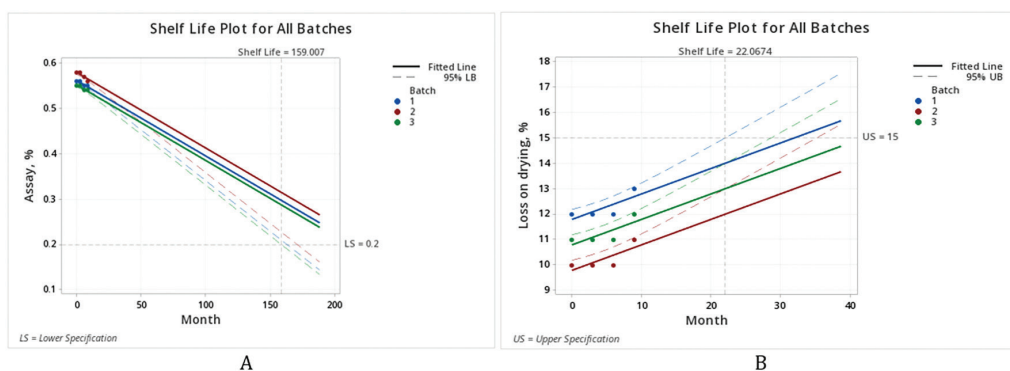 Shelf Life Plot for All Batches
Shelf Life = 159.007
0.6
0.5
0.4
0.3
0.2
0.1
Assay, %
0
50
100
150
200
Month
LS = 0.2
Fitted Line
95% LB
Batch
1
2
3
LS = Lower Specification
A
Shelf Life Plot for All Batches
Shelf Life = 22.0674
18
17
16
15
14
13
12
11
10
9
Loss on drying, %
0
10
20
30
40
Month
US = 15
Fitted Line
95% UB
Batch
1
2
3
US = Upper Specification
B